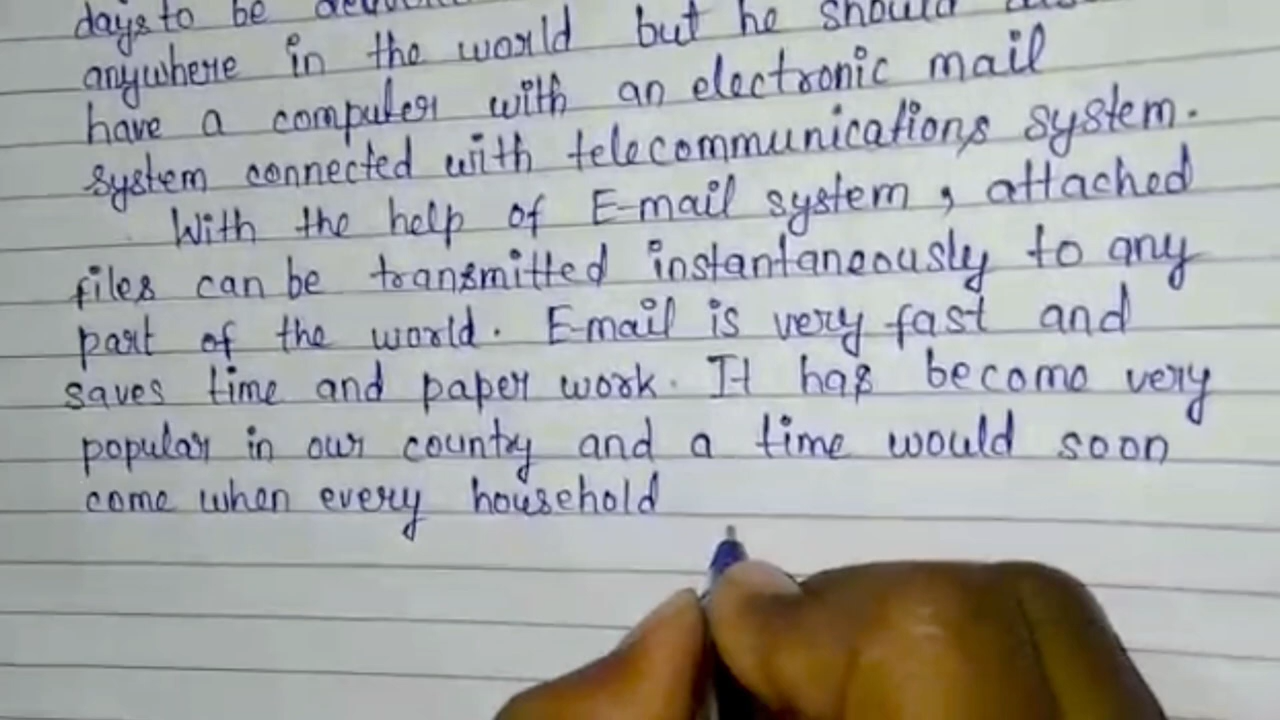 days to be
anywhere in the world but he should
have a computer with an electronic mail
system connected with telecommunications system.
With the help of E-mail system, attached
files can be transmitted instantaneously to any
part of the world. E-mail is very fast and
saves time and paper work. It has become very
popular in our county and a time would soon
come when every household